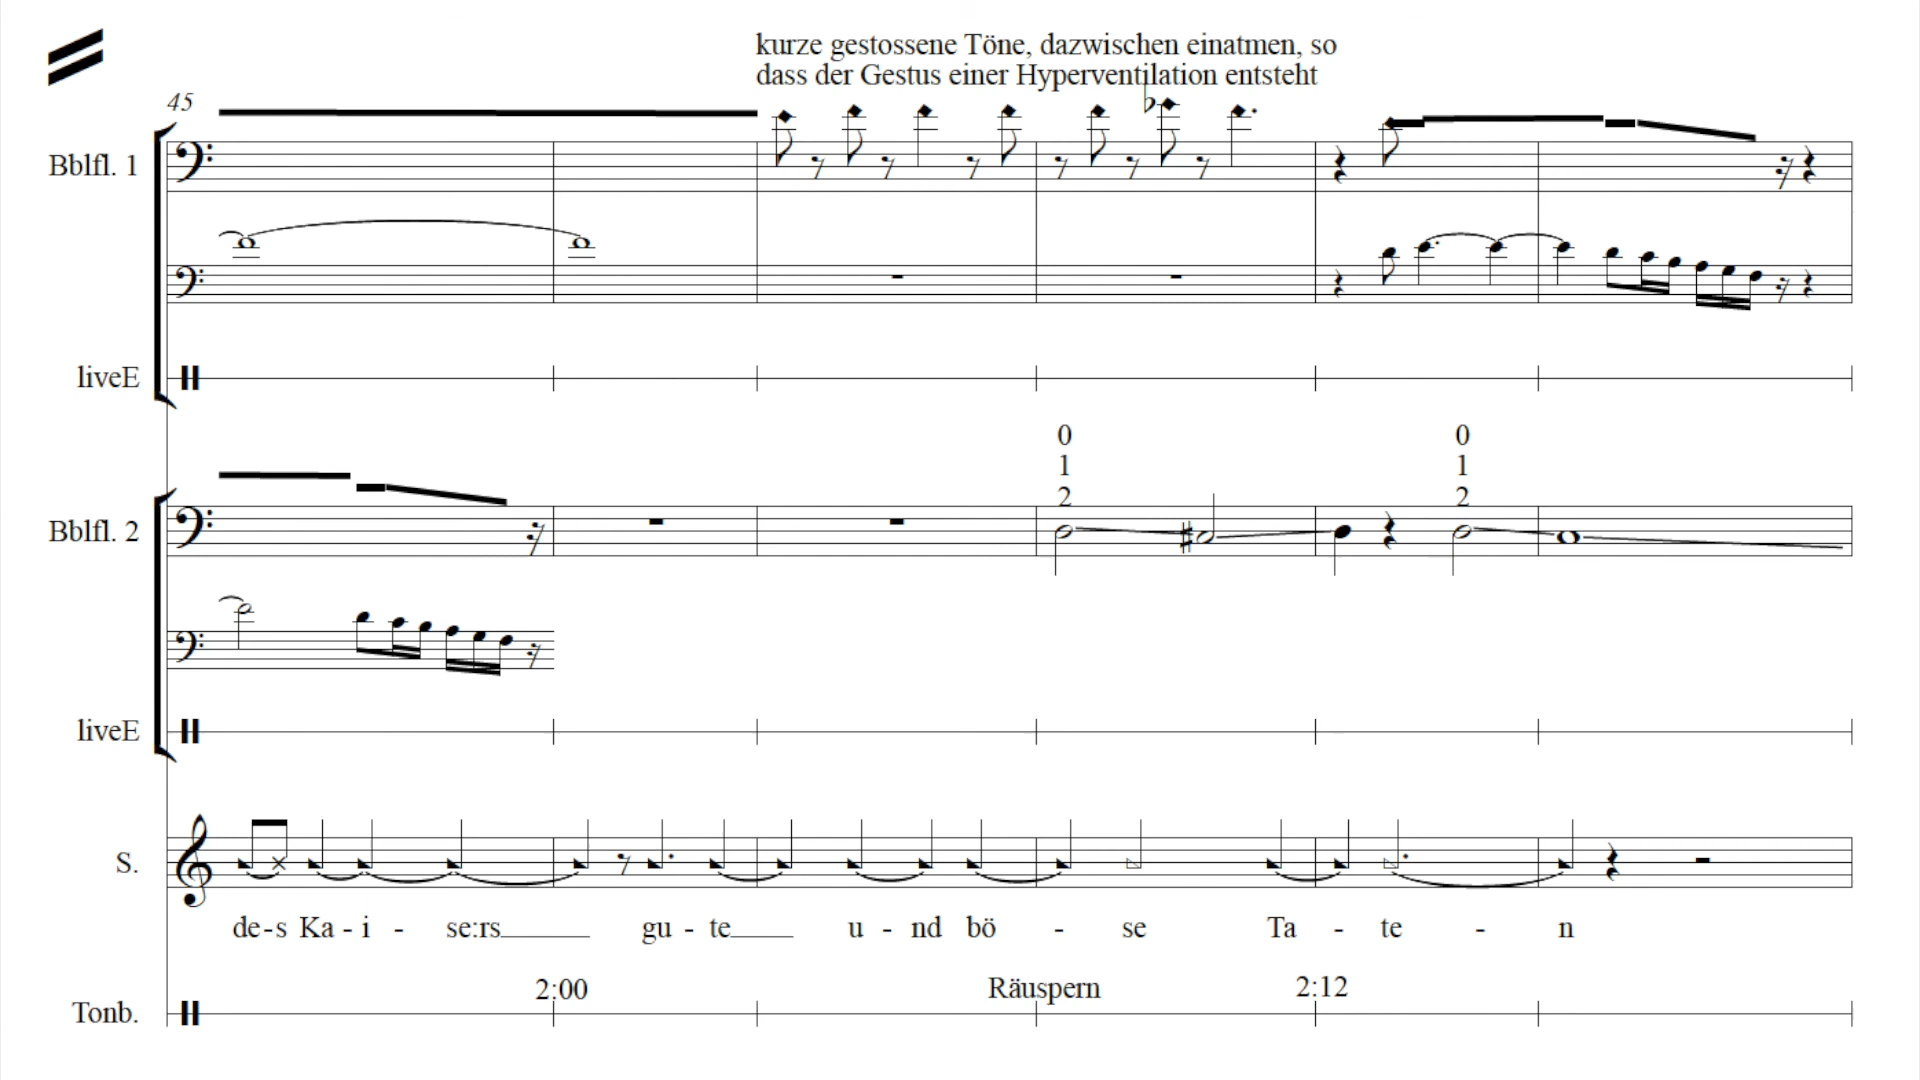 kurze gestossene Töne, dazwischen einatmen, so
dass der Gestus einer Hyperventilation entsteht
45
Bblfl. 1
liveE
0 0
1 1
2 2
Bblfl. 2
liveE
S.
de-s Ka - i - se:rs gu - te u - nd bö - se Ta - te - n
2:00 Räuspern 2:12
Tonb.